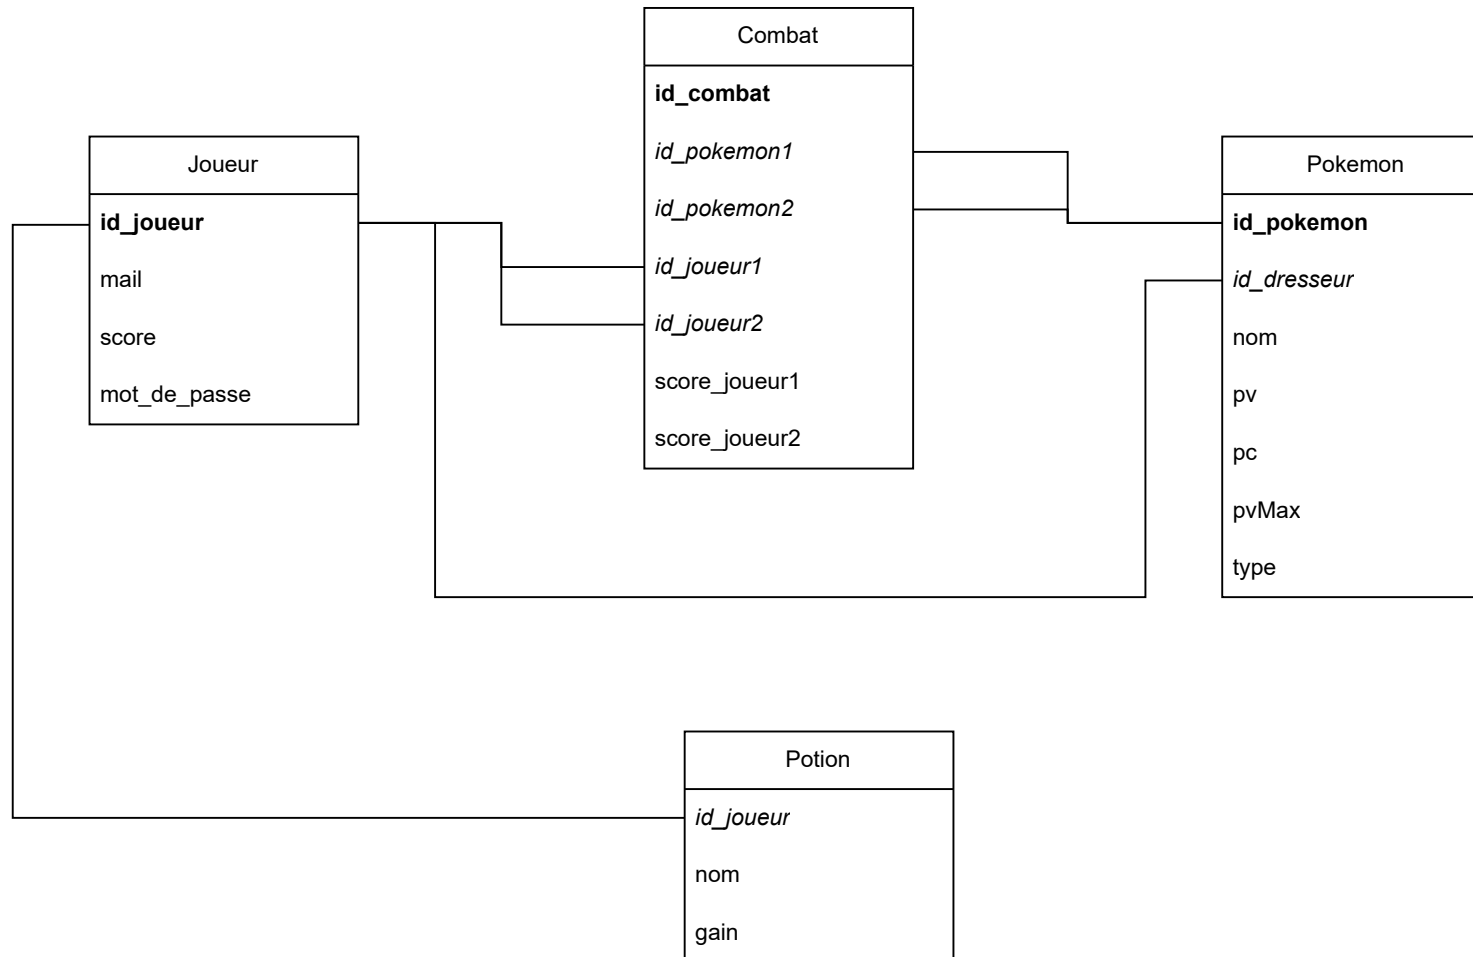 Combat
id_combat
id_pokemon1
id_pokemon2
id_joueur1
id_joueur2
score_joueur1
score_joueur2
Joueur
id_joueur
mail
score
mot_de_passe
Pokemon
id_pokemon
id_dresseur
nom
pv
pc
pvMax
type
Potion
id_joueur
nom
gain